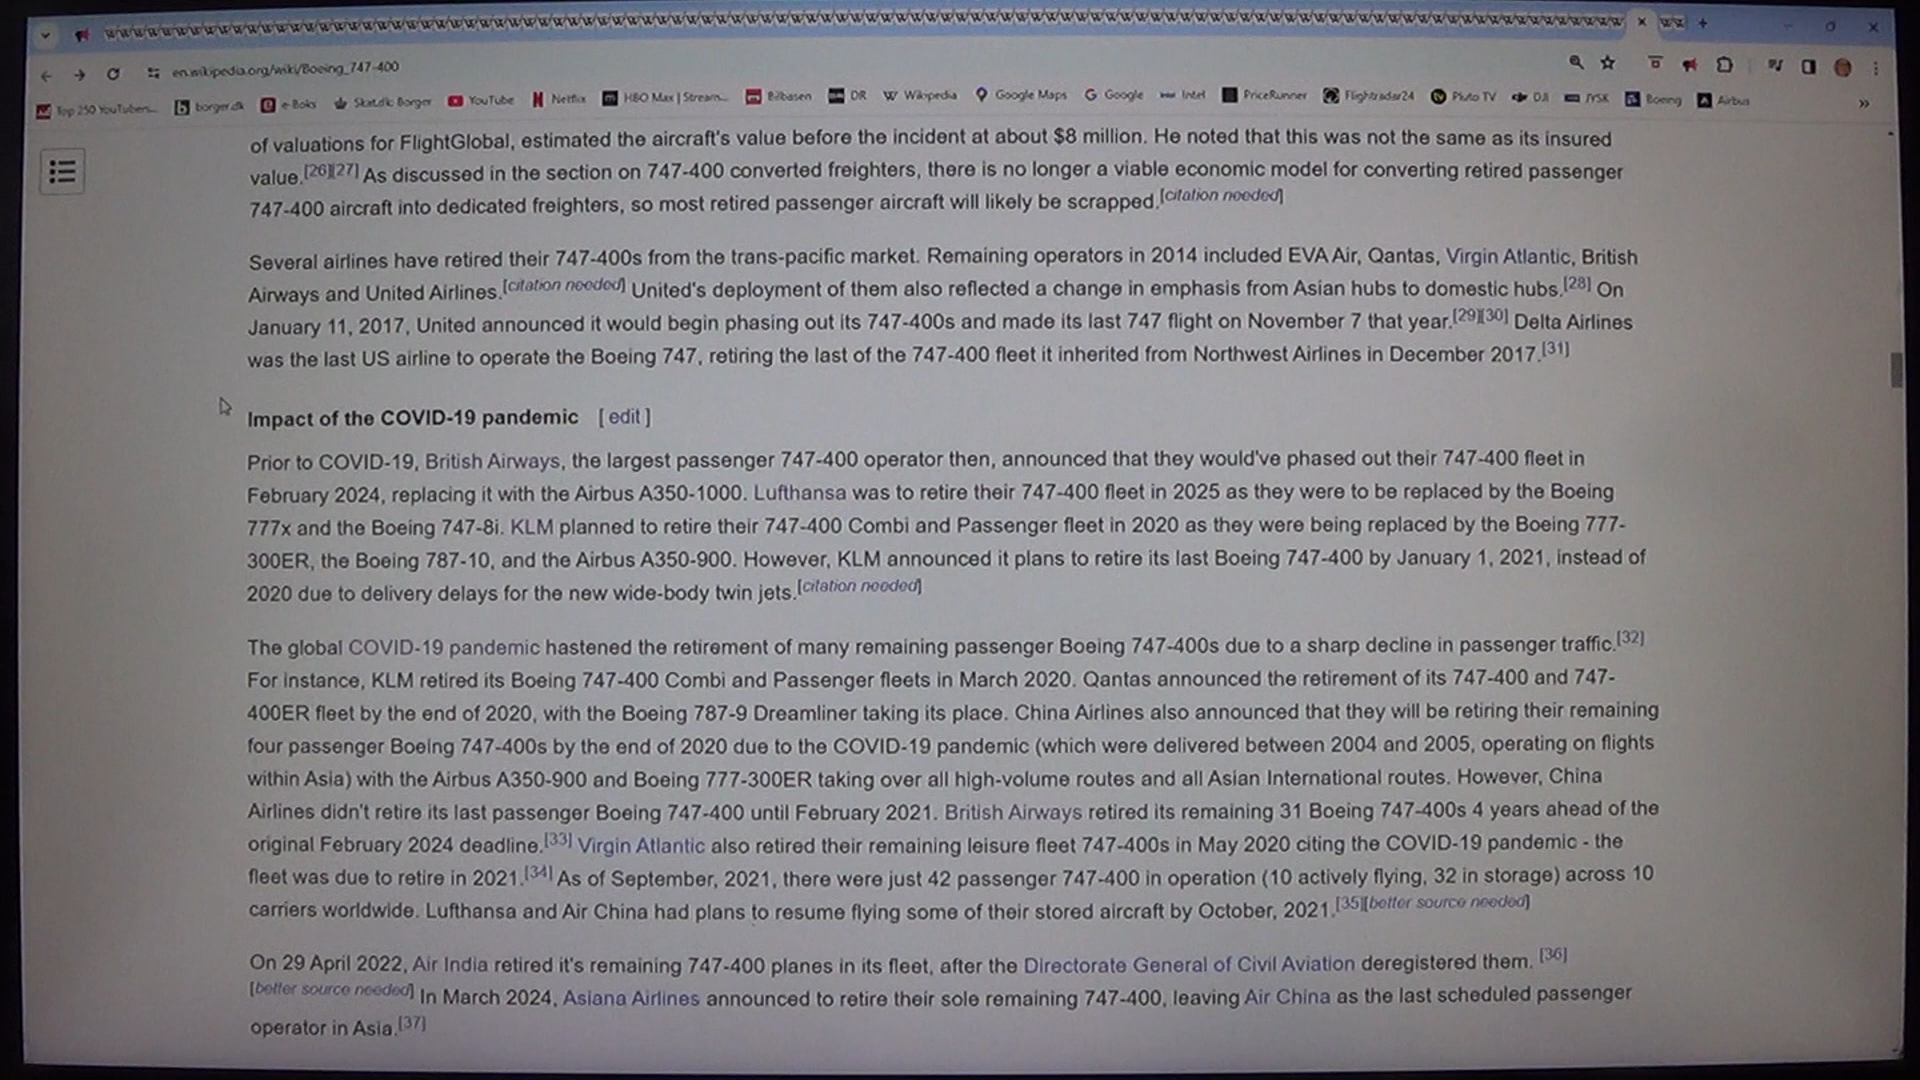 en.wikipedia.org/wiki/Boeing_747-400
Top 250 YouTubers... borger.dk e-Boks Skat.dk: Borger YouTube Netflix HBO Max | Stream... Bilbasen DR Wikipedia Google Maps Google Intel PriceRunner Flightradar24 Pluto TV DJI JYSK Boeing Airbus »
of valuations for FlightGlobal, estimated the aircraft's value before the incident at about $8 million. He noted that this was not the same as its insured
value.[26][27] As discussed in the section on 747-400 converted freighters, there is no longer a viable economic model for converting retired passenger
747-400 aircraft into dedicated freighters, so most retired passenger aircraft will likely be scrapped.[citation needed]
Several airlines have retired their 747-400s from the trans-pacific market. Remaining operators in 2014 included EVA Air, Qantas, Virgin Atlantic, British
Airways and United Airlines.[citation needed] United's deployment of them also reflected a change in emphasis from Asian hubs to domestic hubs.[28] On
January 11, 2017, United announced it would begin phasing out its 747-400s and made its last 747 flight on November 7 that year.[29][30] Delta Airlines
was the last US airline to operate the Boeing 747, retiring the last of the 747-400 fleet it inherited from Northwest Airlines in December 2017.[31]
Impact of the COVID-19 pandemic [ edit ]
Prior to COVID-19, British Airways, the largest passenger 747-400 operator then, announced that they would've phased out their 747-400 fleet in
February 2024, replacing it with the Airbus A350-1000. Lufthansa was to retire their 747-400 fleet in 2025 as they were to be replaced by the Boeing
777x and the Boeing 747-8i. KLM planned to retire their 747-400 Combi and Passenger fleet in 2020 as they were being replaced by the Boeing 777-
300ER, the Boeing 787-10, and the Airbus A350-900. However, KLM announced it plans to retire its last Boeing 747-400 by January 1, 2021, instead of
2020 due to delivery delays for the new wide-body twin jets.[citation needed]
The global COVID-19 pandemic hastened the retirement of many remaining passenger Boeing 747-400s due to a sharp decline in passenger traffic.[32]
For instance, KLM retired its Boeing 747-400 Combi and Passenger fleets in March 2020. Qantas announced the retirement of its 747-400 and 747-
400ER fleet by the end of 2020, with the Boeing 787-9 Dreamliner taking its place. China Airlines also announced that they will be retiring their remaining
four passenger Boeing 747-400s by the end of 2020 due to the COVID-19 pandemic (which were delivered between 2004 and 2005, operating on flights
within Asia) with the Airbus A350-900 and Boeing 777-300ER taking over all high-volume routes and all Asian International routes. However, China
Airlines didn't retire its last passenger Boeing 747-400 until February 2021. British Airways retired its remaining 31 Boeing 747-400s 4 years ahead of the
original February 2024 deadline.[33] Virgin Atlantic also retired their remaining leisure fleet 747-400s in May 2020 citing the COVID-19 pandemic - the
fleet was due to retire in 2021.[34] As of September, 2021, there were just 42 passenger 747-400 in operation (10 actively flying, 32 in storage) across 10
carriers worldwide. Lufthansa and Air China had plans to resume flying some of their stored aircraft by October, 2021.[35][better source needed]
On 29 April 2022, Air India retired it's remaining 747-400 planes in its fleet, after the Directorate General of Civil Aviation deregistered them. [36]
[better source needed] In March 2024, Asiana Airlines announced to retire their sole remaining 747-400, leaving Air China as the last scheduled passenger
operator in Asia.[37]